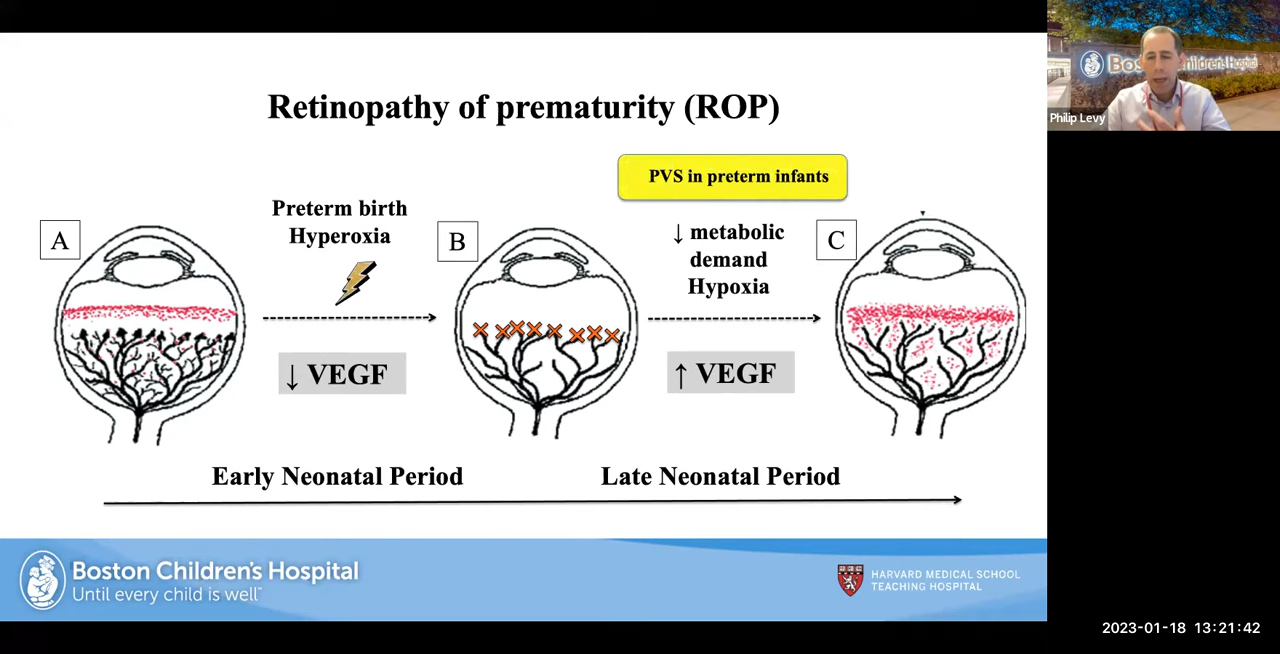 Retinopathy of prematurity (ROP)
PVS in preterm infants
Preterm birth
Hyperoxia
↓ metabolic
demand
Hypoxia
A
B
C
↓ VEGF
↑ VEGF
Early Neonatal Period
Late Neonatal Period
Boston Children's Hospital
Until every child is well™
HARVARD MEDICAL SCHOOL
TEACHING HOSPITAL
Philip Levy
2023-01-18 13:21:42